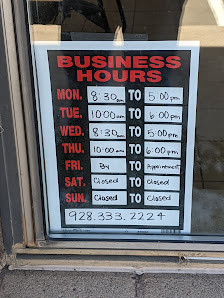 BUSINESS
HOURS
MON. 8:30am TO 5:00pm
TUE. 10:00am TO 6:00pm
WED. 8:30am TO 5:00pm
THU. 10:00am TO 6:00pm
FRI. By TO Appointment
SAT. Closed TO Closed
SUN. Closed TO Closed
928.333.2224